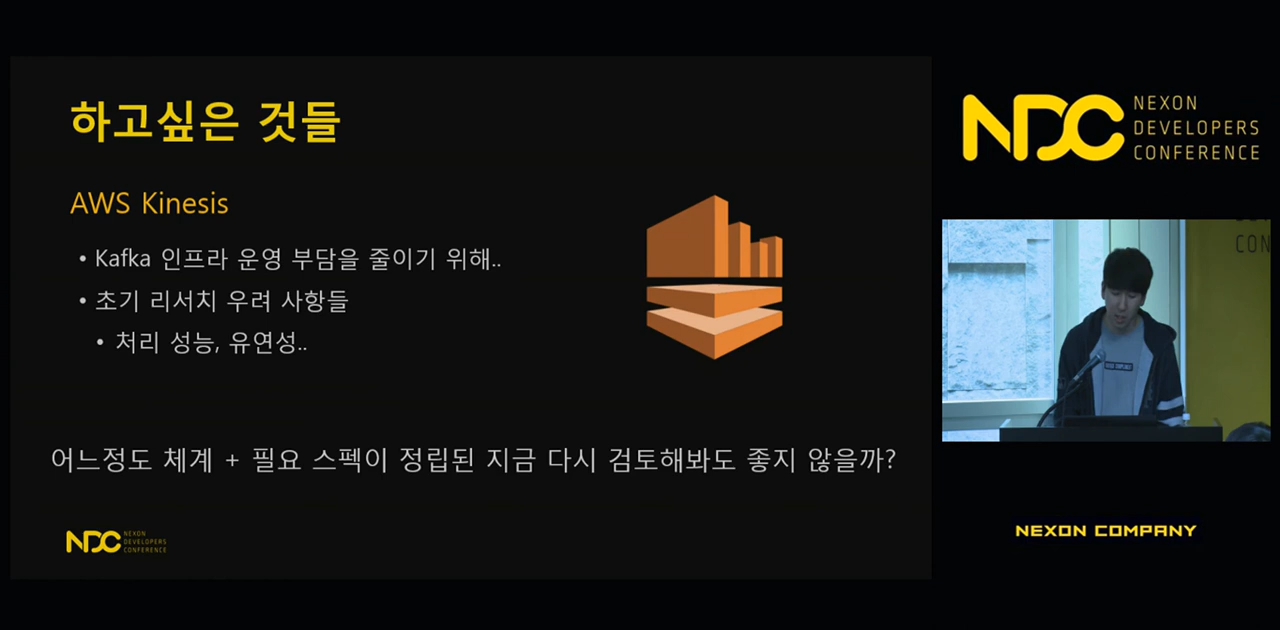 하고싶은 것들
AWS Kinesis
• Kafka 인프라 운영 부담을 줄이기 위해..
• 초기 리서치 우려 사항들
• 처리 성능, 유연성..
어느정도 체계 + 필요 스펙이 정립된 지금 다시 검토해봐도 좋지 않을까?
NDC NEXON
DEVELOPERS
CONFERENCE
NDC NEXON
DEVELOPERS
CONFERENCE
CON
NEXON COMPANY